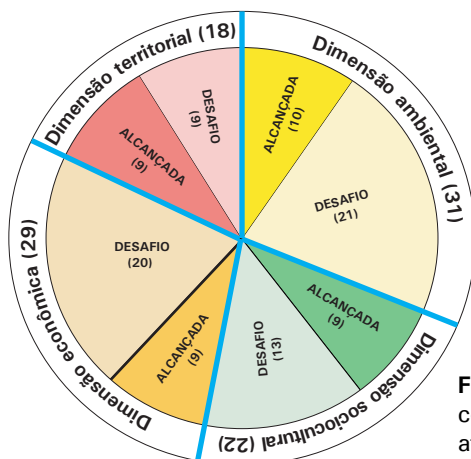 Dimensão territorial (18)
Dimensão ambiental (31)
DESAFIO
(9)
ALCANÇADA
(10)
ALCANÇADA
(9)
DESAFIO
(21)
DESAFIO
(20)
ALCANÇADA
(9)
ALCANÇADA
(9)
DESAFIO
(13)
Dimensão econômica (29)
Dimensão sociocultural (22)
F
c
a